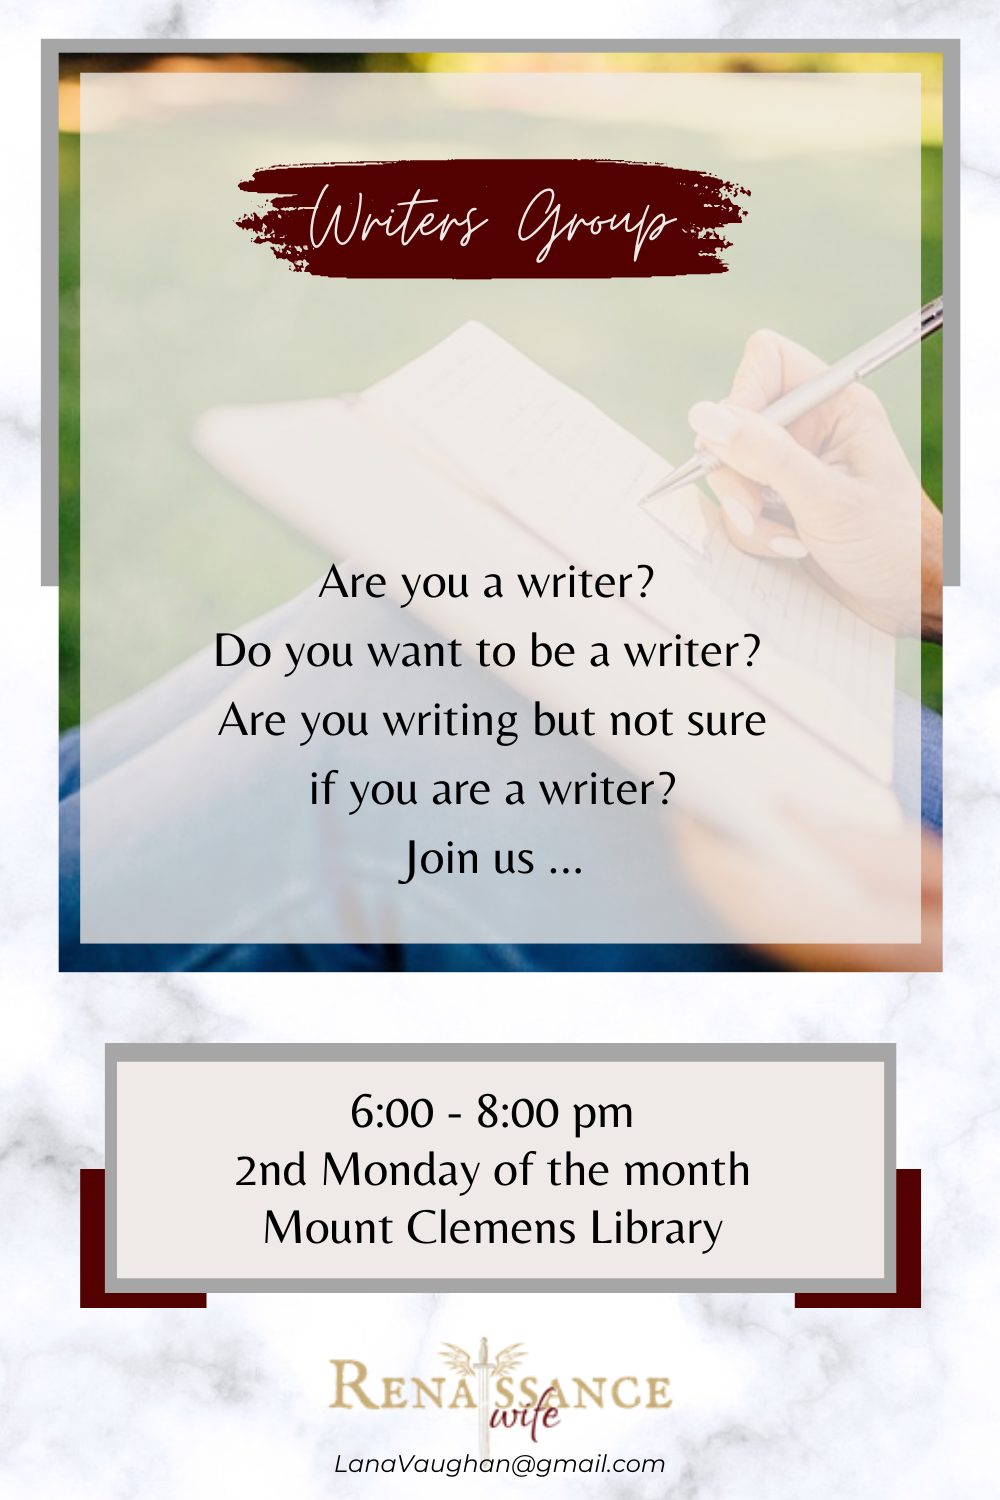 Writers Group
Are you a writer?
Do you want to be a writer?
Are you writing but not sure
if you are a writer?
Join us ...
6:00 - 8:00 pm
2nd Monday of the month
Mount Clemens Library
RENAISSANCE
wife
LanaVaughan@gmail.com